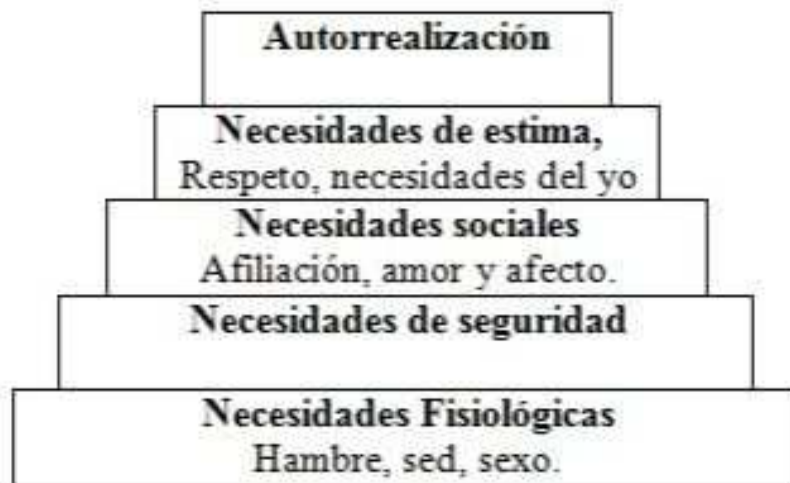 Autorrealización
Necesidades de estima,
Respeto, necesidades del yo
Necesidades sociales
Afiliación, amor y afecto.
Necesidades de seguridad
Necesidades Fisiológicas
Hambre, sed, sexo.